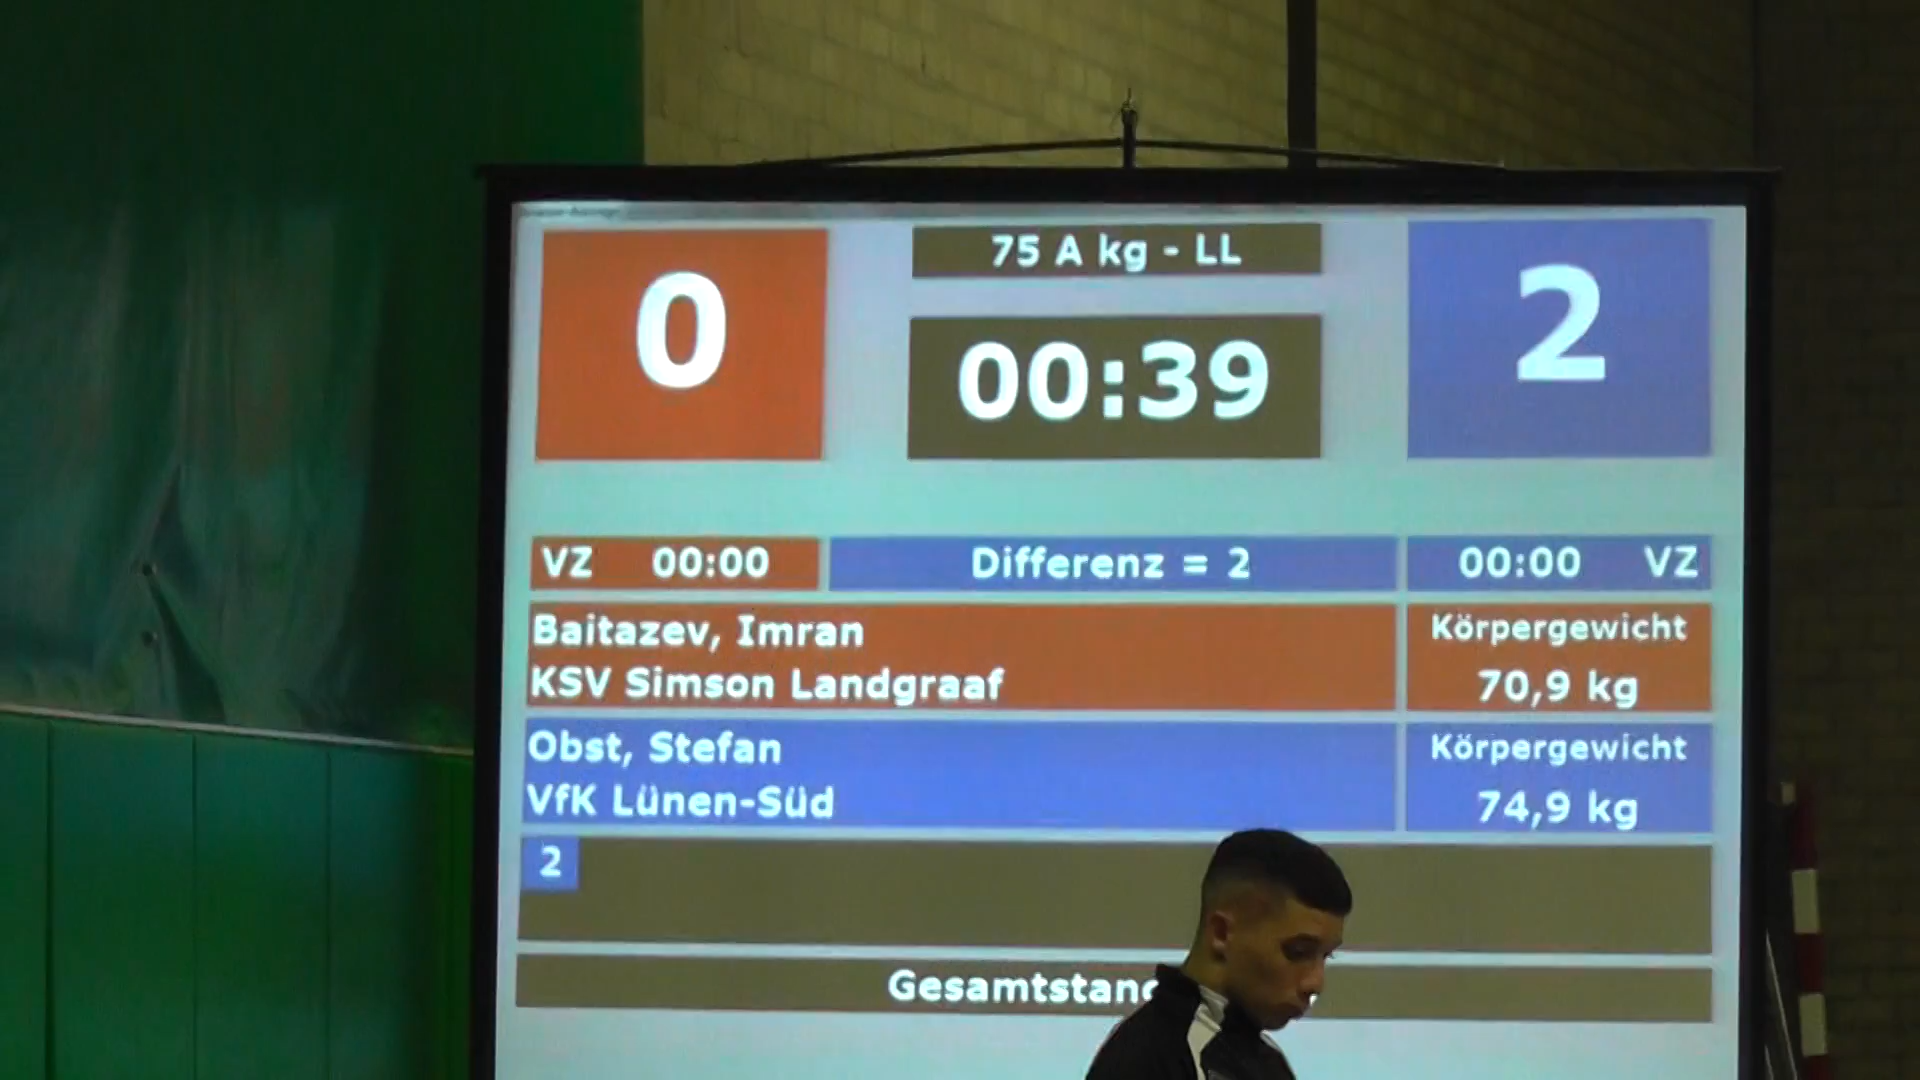 0
75 A kg - LL
2
00:39
VZ 00:00
Differenz = 2
00:00 VZ
Baitazev, Imran
Körpergewicht
KSV Simson Landgraaf
70,9 kg
Obst, Stefan
Körpergewicht
VfK Lünen-Süd
74,9 kg
2